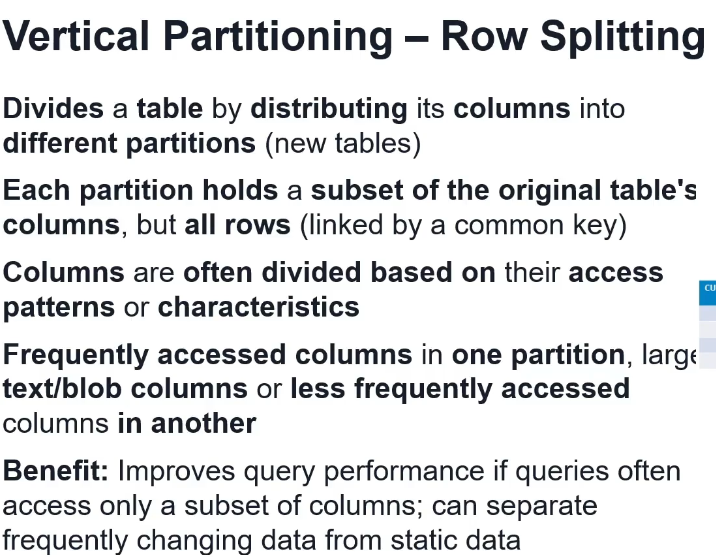 Vertical Partitioning – Row Splitting
Divides a table by distributing its columns into
different partitions (new tables)
Each partition holds a subset of the original table's
columns, but all rows (linked by a common key)
Columns are often divided based on their access
patterns or characteristics
CU
Frequently accessed columns in one partition, large
text/blob columns or less frequently accessed
columns in another
Benefit: Improves query performance if queries often
access only a subset of columns; can separate
frequently changing data from static data